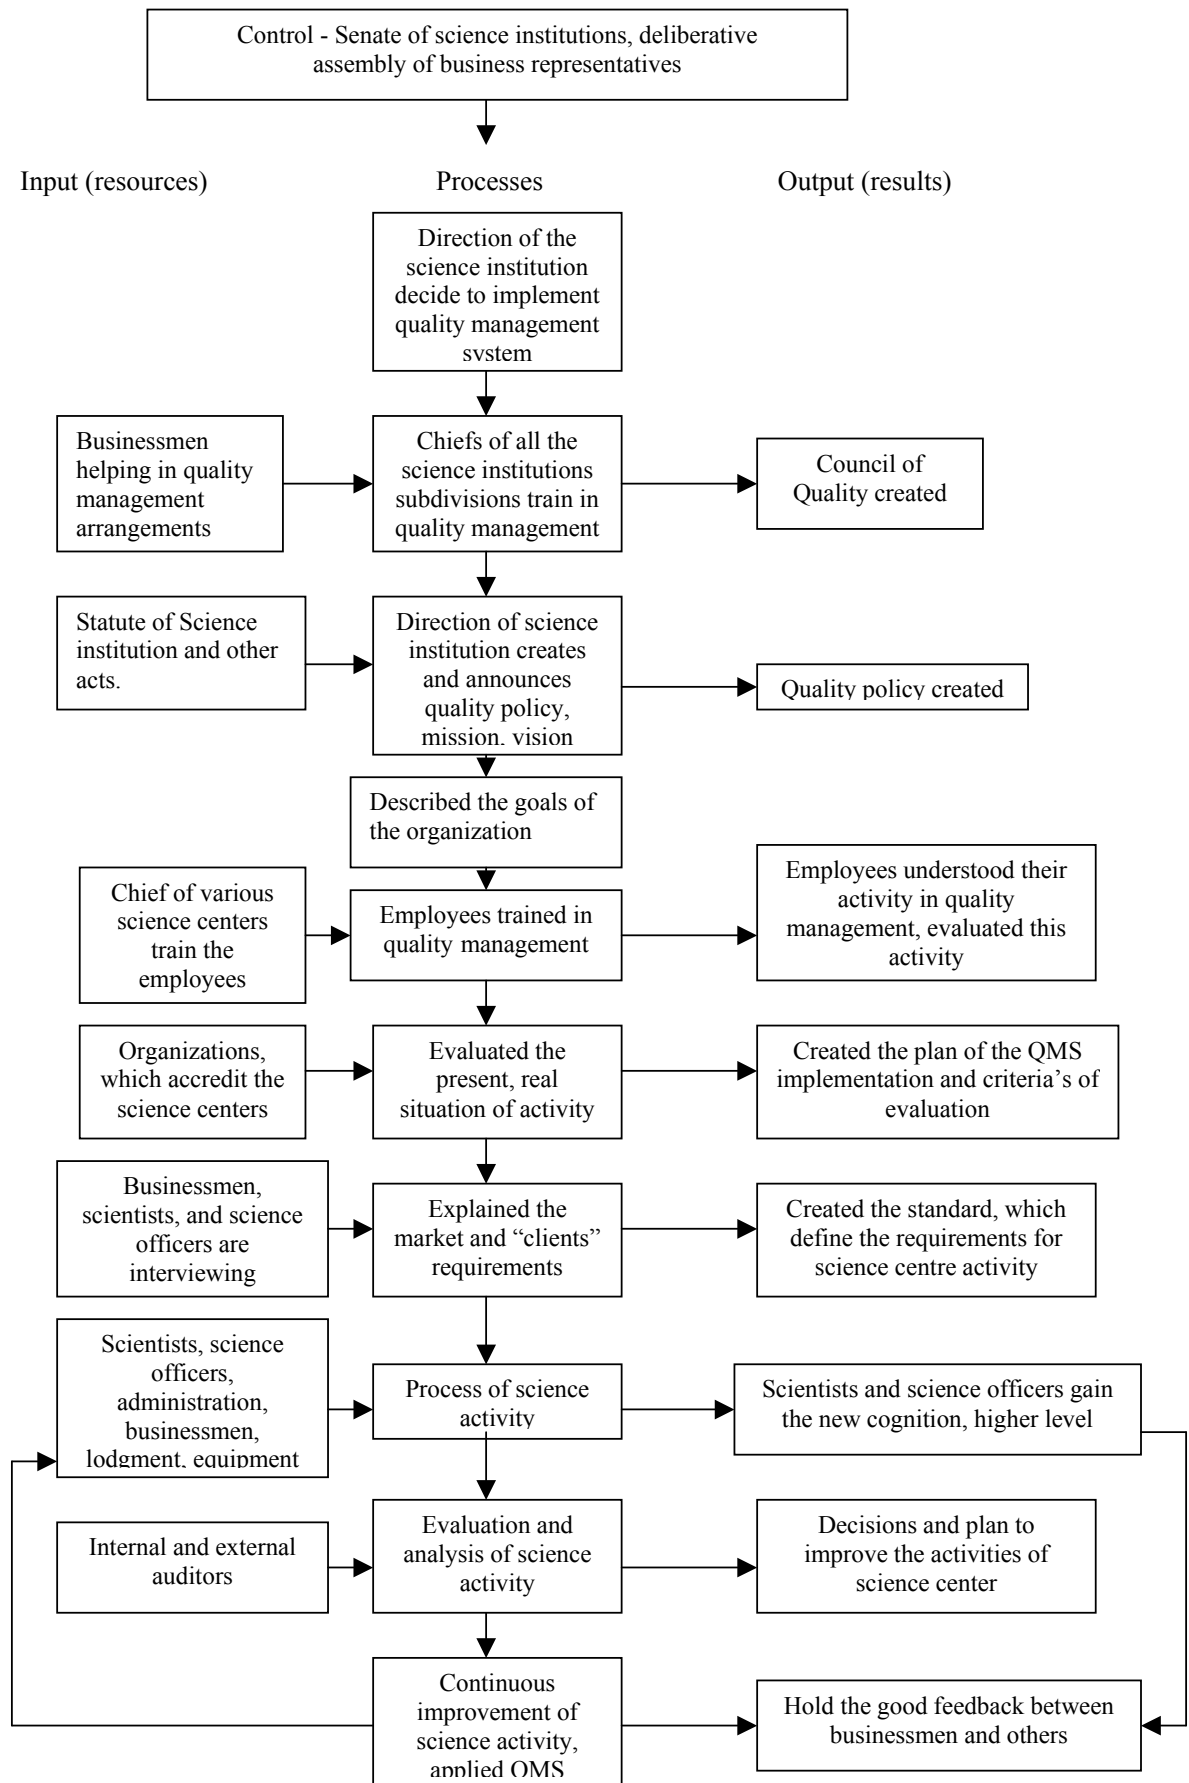 Control - Senate of science institutions, deliberative
assembly of business representatives
Input (resources)
Processes
Output (results)
Direction of the
science institution
decide to implement
quality management
system
Businessmen
helping in quality
management
arrangements
Chiefs of all the
science institutions
subdivisions train in
quality management
Council of
Quality created
Statute of Science
institution and other
acts.
Direction of science
institution creates
and announces
quality policy,
mission, vision
Quality policy created
Described the goals of
the organization
Chief of various
science centers
train the
employees
Employees trained in
quality management
Employees understood their
activity in quality
management, evaluated this
activity
Organizations,
which accredit the
science centers
Evaluated the
present, real
situation of activity
Created the plan of the QMS
implementation and criteria’s of
evaluation
Businessmen,
scientists, and science
officers are
interviewing
Explained the
market and “clients”
requirements
Created the standard, which
define the requirements for
science centre activity
Scientists, science
officers,
administration,
businessmen,
lodgment, equipment
Process of science
activity
Scientists and science officers gain
the new cognition, higher level
Internal and external
auditors
Evaluation and
analysis of science
activity
Decisions and plan to
improve the activities of
science center
Continuous
improvement of
science activity,
applied QMS
Hold the good feedback between
businessmen and others